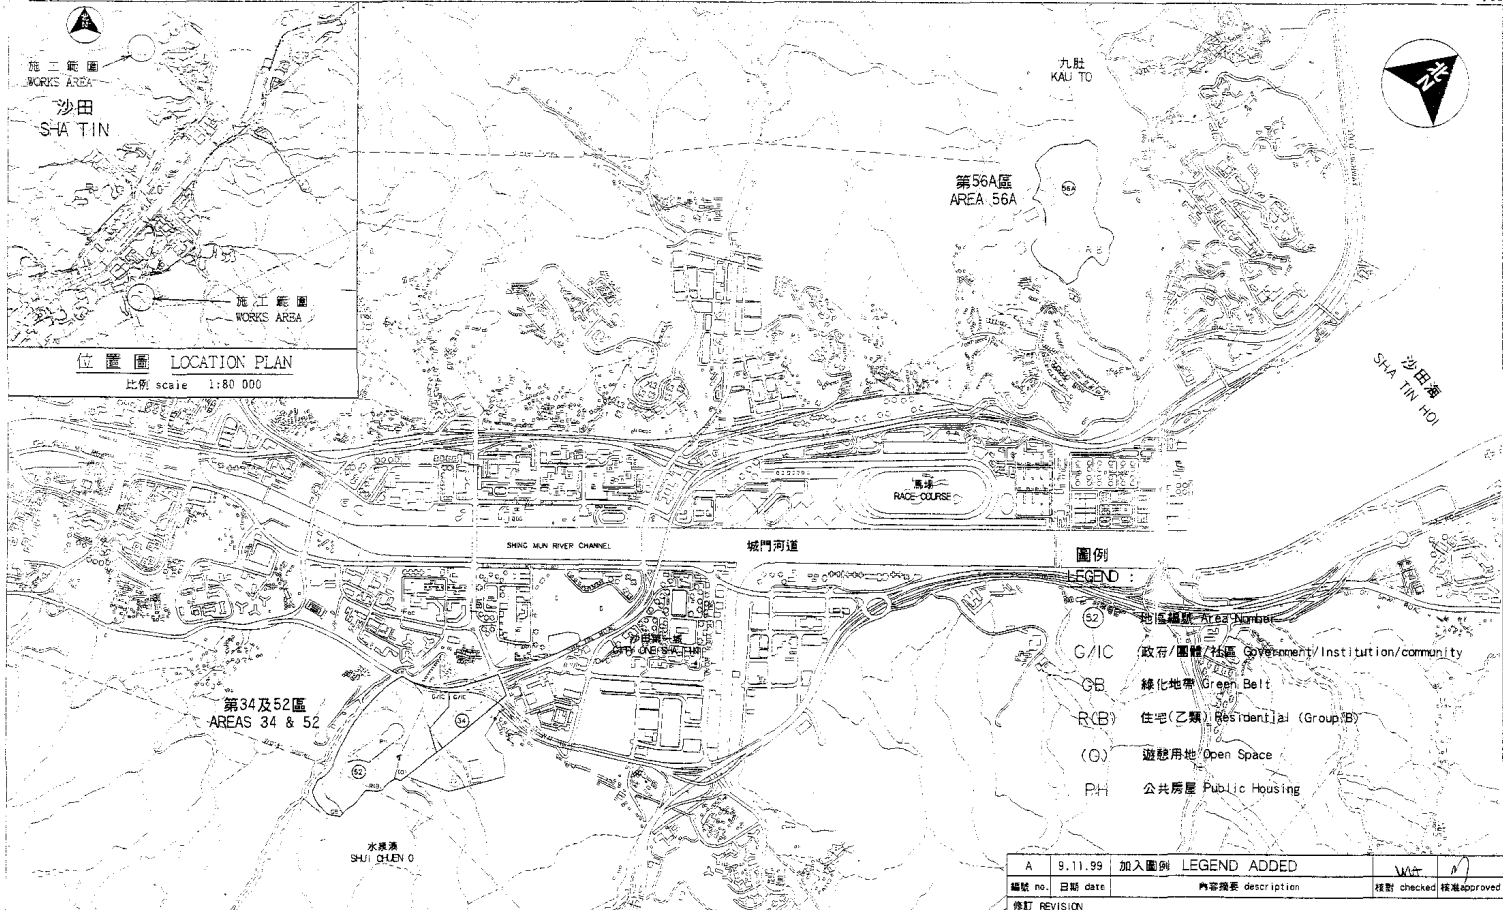 北
N
施工範圍
WORKS AREA
沙田
SHA TIN
施工範圍
WORKS AREA
位置圖 LOCATION PLAN
比例 scale 1:80 000
九肚
KAU TO
北
N
第56A區
AREA 56A
56A
沙田海
SHA TIN HOI
馬場
RACE COURSE
SHING MUN RIVER CHANNEL
城門河道
沙田第一城
CITY ONE SHA TIN
第34及52區
AREAS 34 & 52
G/IC
G/IC
34
52
水泉澳
SHUI CHUEN O
圖例
LEGEND :
52 地區編號 Area Number
G/IC 政府/團體/社區 Government/Institution/community
GB 綠化地帶 Green Belt
R(B) 住宅(乙類) Residential (Group B)
(O) 遊憩用地 Open Space
PH 公共房屋 Public Housing
A 9.11.99 加入圖例 LEGEND ADDED
編號 no. 日期 date 內容摘要 description 核對 checked 核准 approved
修訂 REVISION